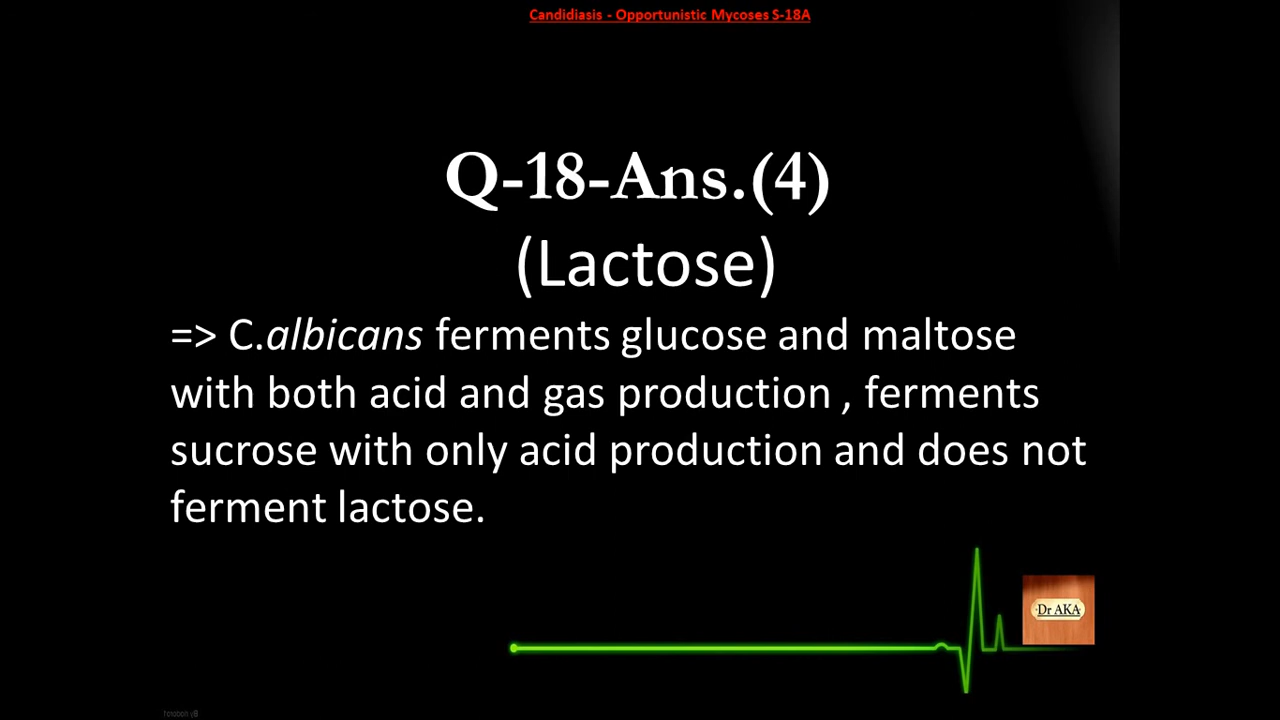 Candidiasis - Opportunistic Mycoses S-18A
Q-18-Ans.(4)
(Lactose)
=> C.albicans ferments glucose and maltose
with both acid and gas production , ferments
sucrose with only acid production and does not
ferment lactose.
Dr AKA